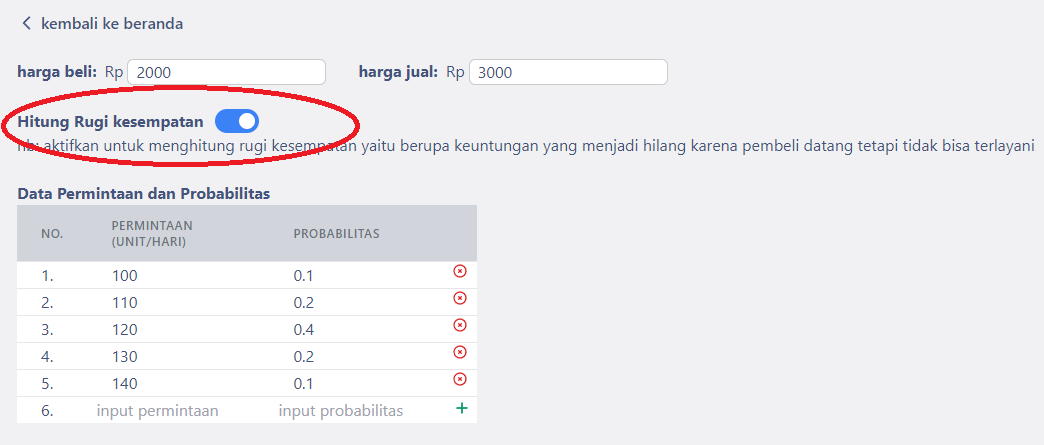 kembali ke beranda
harga beli: Rp 2000 harga jual: Rp 3000
Hitung Rugi kesempatan
nb: aktifkan untuk menghitung rugi kesempatan yaitu berupa keuntungan yang menjadi hilang karena pembeli datang tetapi tidak bisa terlayani
Data Permintaan dan Probabilitas
NO. PERMINTAAN (UNIT/HARI) PROBABILITAS
1. 100 0.1
2. 110 0.2
3. 120 0.4
4. 130 0.2
5. 140 0.1
6. input permintaan input probabilitas